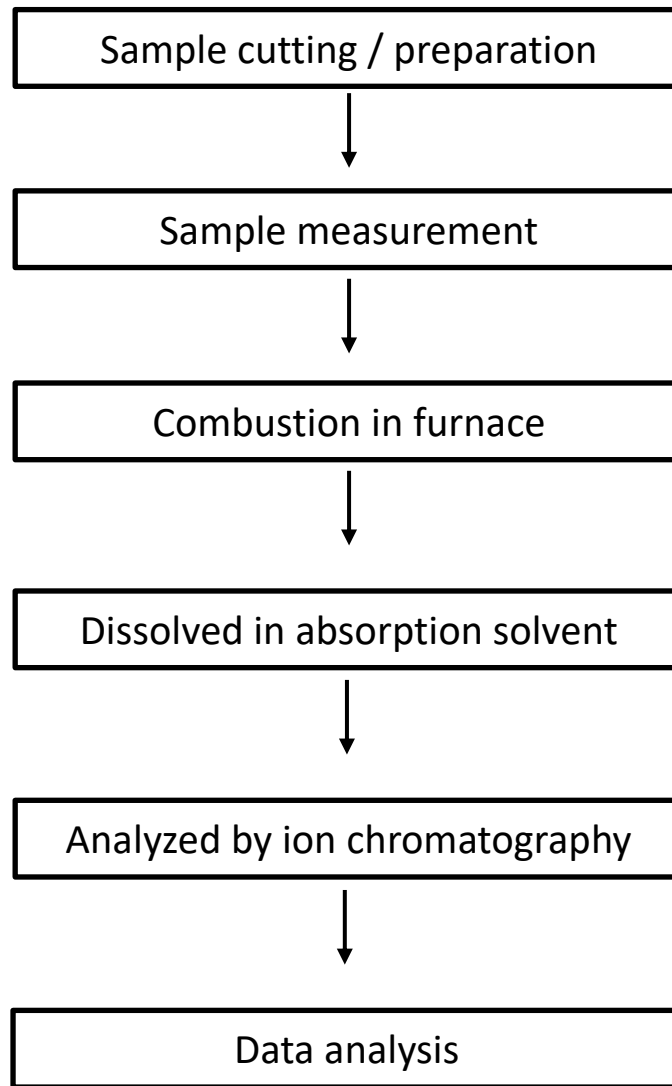 Sample cutting / preparation
Sample measurement
Combustion in furnace
Dissolved in absorption solvent
Analyzed by ion chromatography
Data analysis